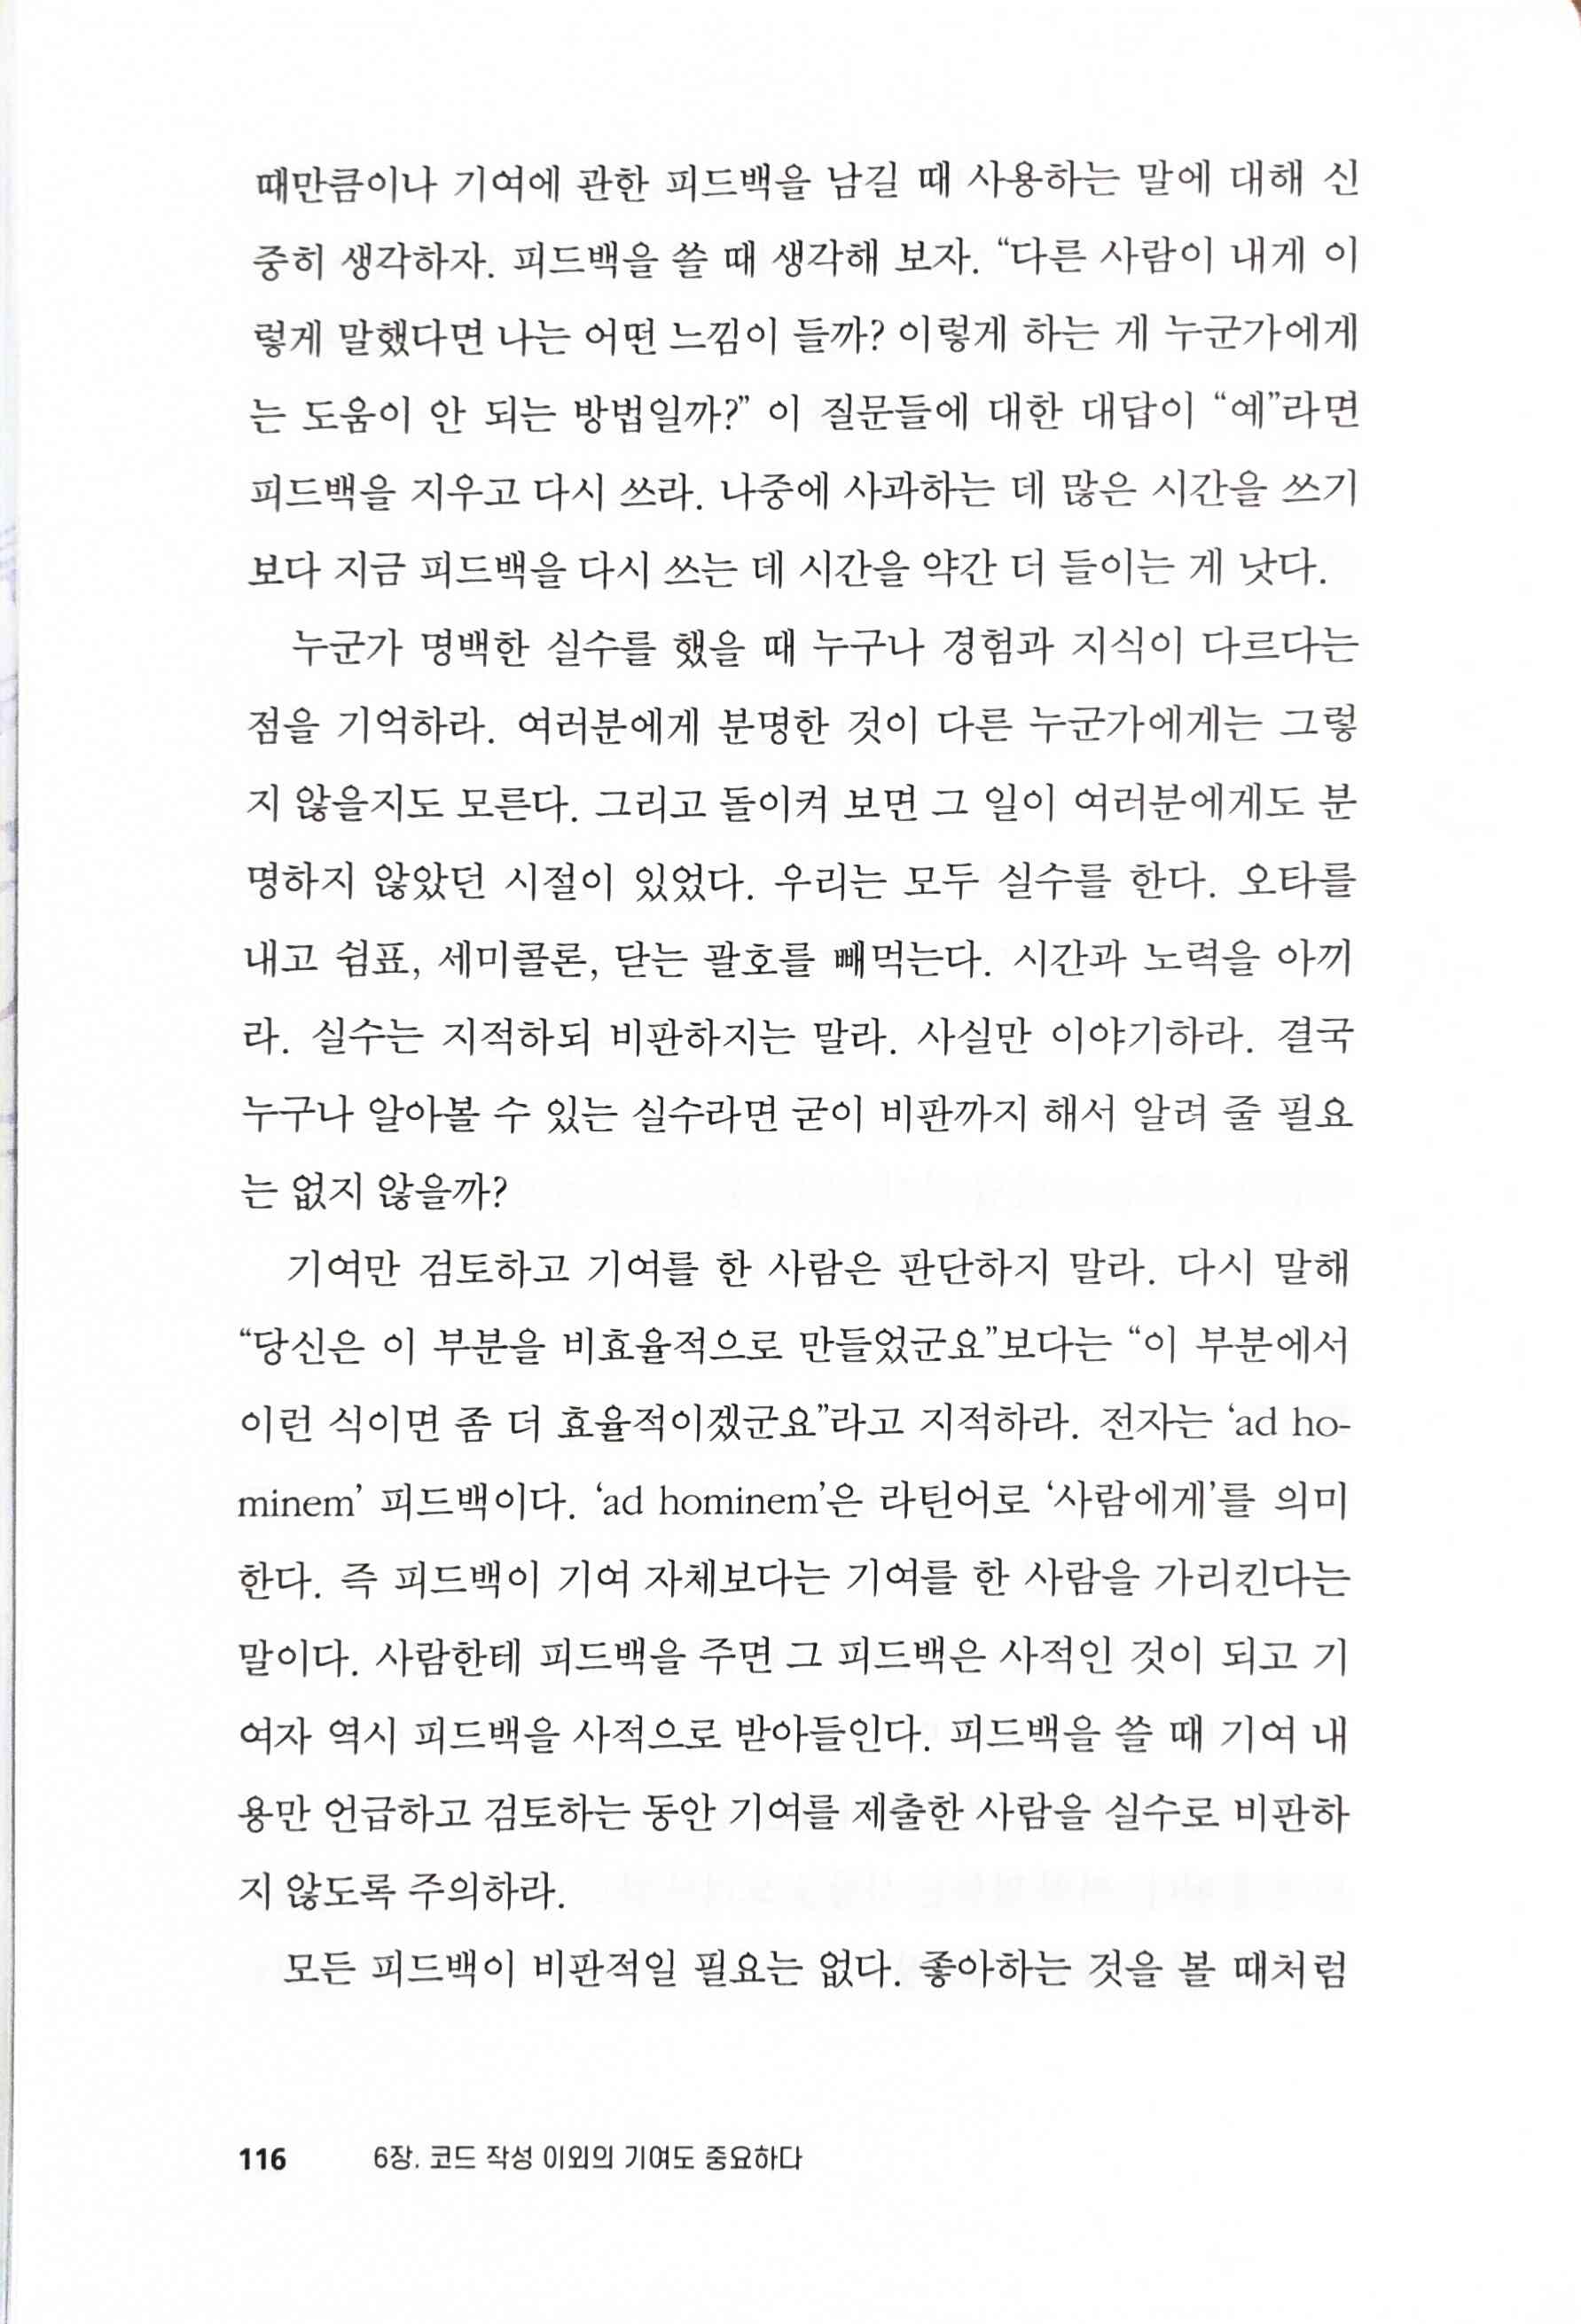 때만큼이나 기여에 관한 피드백을 남길 때 사용하는 말에 대해 신
중히 생각하자. 피드백을 쓸 때 생각해 보자. “다른 사람이 내게 이
렇게 말했다면 나는 어떤 느낌이 들까? 이렇게 하는 게 누군가에게
는 도움이 안 되는 방법일까?” 이 질문들에 대한 대답이 “예”라면
피드백을 지우고 다시 쓰라. 나중에 사과하는 데 많은 시간을 쓰기
보다 지금 피드백을 다시 쓰는 데 시간을 약간 더 들이는 게 낫다.
누군가 명백한 실수를 했을 때 누구나 경험과 지식이 다르다는
점을 기억하라. 여러분에게 분명한 것이 다른 누군가에게는 그렇
지 않을지도 모른다. 그리고 돌이켜 보면 그 일이 여러분에게도 분
명하지 않았던 시절이 있었다. 우리는 모두 실수를 한다. 오타를
내고 쉼표, 세미콜론, 닫는 괄호를 빼먹는다. 시간과 노력을 아끼
라. 실수는 지적하되 비판하지는 말라. 사실만 이야기하라. 결국
누구나 알아볼 수 있는 실수라면 굳이 비판까지 해서 알려 줄 필요
는 없지 않을까?
기여만 검토하고 기여를 한 사람은 판단하지 말라. 다시 말해
“당신은 이 부분을 비효율적으로 만들었군요”보다는 “이 부분에서
이런 식이면 좀 더 효율적이겠군요”라고 지적하라. 전자는 ‘ad ho-
minem’ 피드백이다. ‘ad hominem’은 라틴어로 ‘사람에게’를 의미
한다. 즉 피드백이 기여 자체보다는 기여를 한 사람을 가리킨다는
말이다. 사람한테 피드백을 주면 그 피드백은 사적인 것이 되고 기
여자 역시 피드백을 사적으로 받아들인다. 피드백을 쓸 때 기여 내
용만 언급하고 검토하는 동안 기여를 제출한 사람을 실수로 비판하
지 않도록 주의하라.
모든 피드백이 비판적일 필요는 없다. 좋아하는 것을 볼 때처럼
116 6장. 코드 작성 이외의 기여도 중요하다